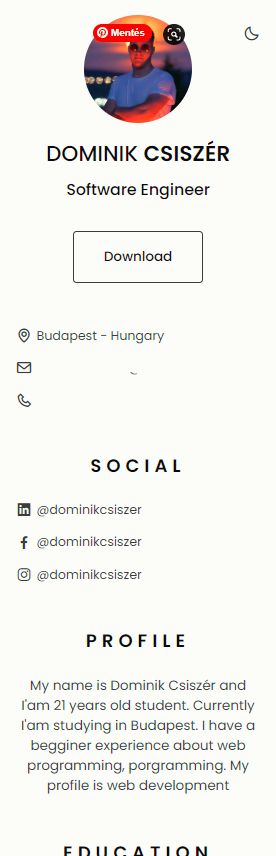 Mentés
DOMINIK CSISZÉR
Software Engineer
Download
Budapest - Hungary
SOCIAL
@dominikcsiszer
@dominikcsiszer
@dominikcsiszer
PROFILE
My name is Dominik Csiszér and
I'am 21 years old student. Currently
I'am studying in Budapest. I have a
begginer experience about web
programming, porgramming. My
profile is web development
EDUCATION